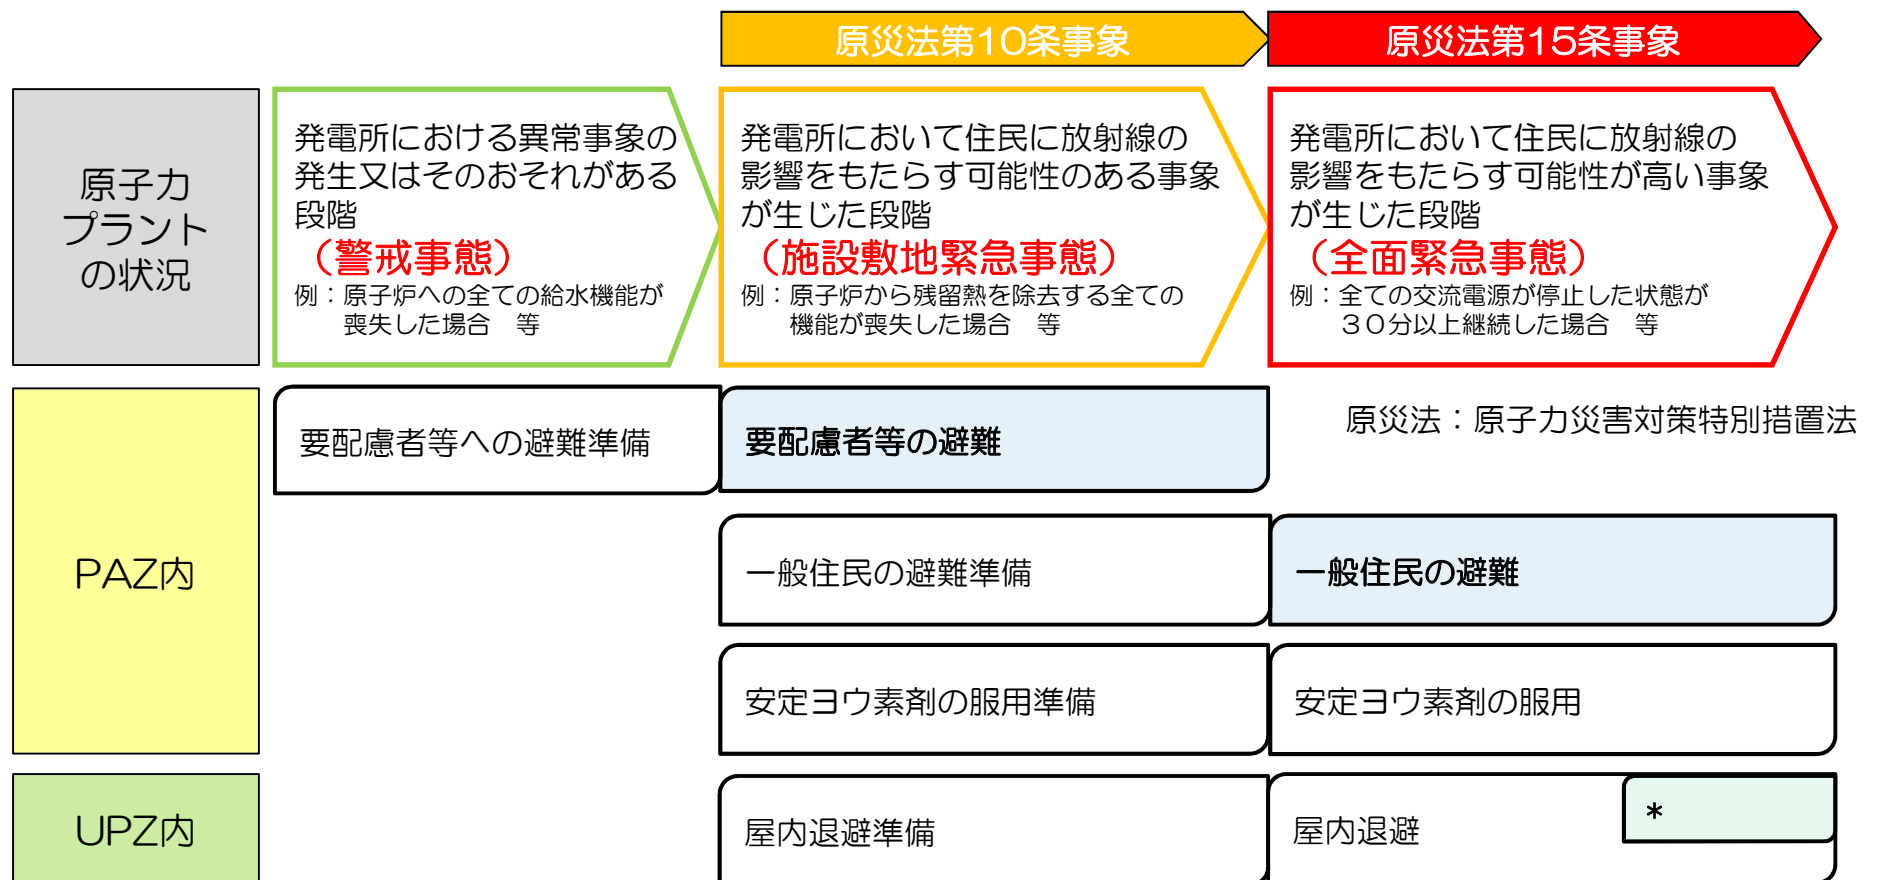 原災法第10条事象
原災法第15条事象
原子力
プラント
の状況
発電所における異常事象の
発生又はそのおそれがある
段階
（警戒事態）
例：原子炉への全ての給水機能が
喪失した場合　等
発電所において住民に放射線の
影響をもたらす可能性のある事象
が生じた段階
（施設敷地緊急事態）
例：原子炉から残留熱を除去する全ての
機能が喪失した場合　等
発電所において住民に放射線の
影響をもたらす可能性が高い事象
が生じた段階
（全面緊急事態）
例：全ての交流電源が停止した状態が
３０分以上継続した場合　等
原災法：原子力災害対策特別措置法
PAZ内
要配慮者等への避難準備
要配慮者等の避難
一般住民の避難準備
一般住民の避難
安定ヨウ素剤の服用準備
安定ヨウ素剤の服用
UPZ内
屋内退避準備
屋内退避
*